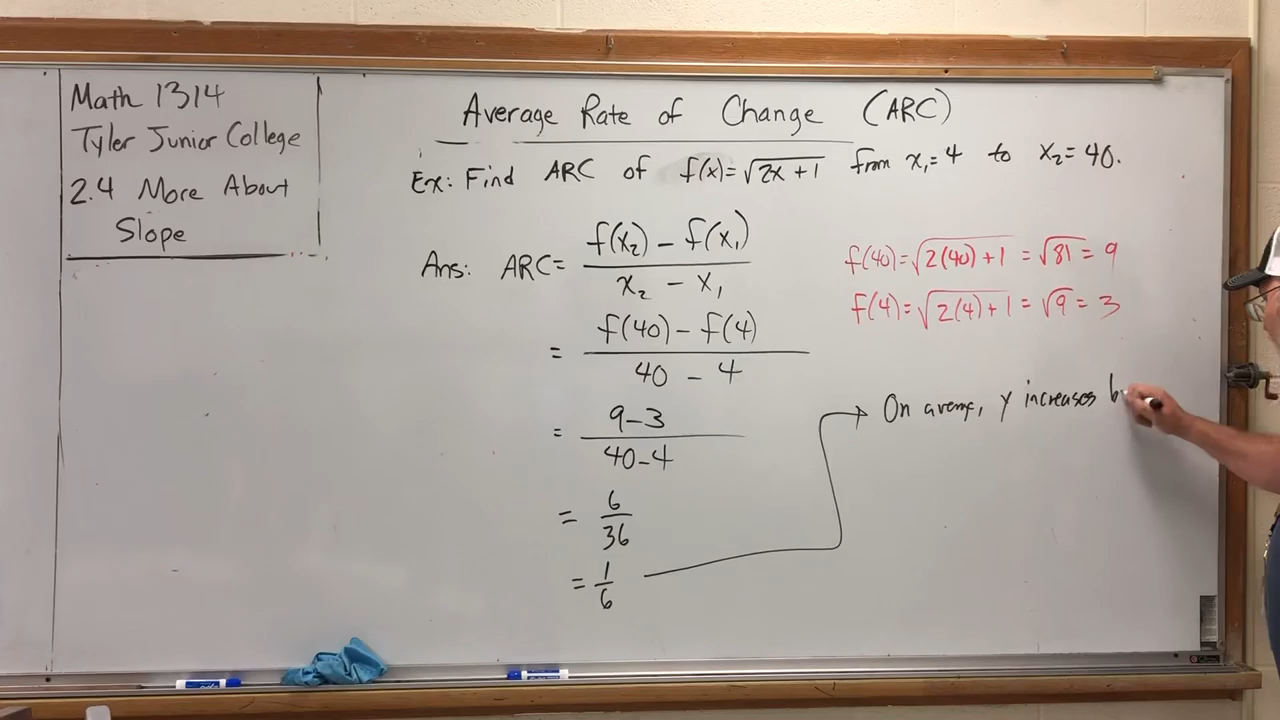 Math 1314
Tyler Junior College
2.4 More About
Slope
Average Rate of Change (ARC)
Ex: Find ARC of f(x)=√2x+1 from x₁=4 to x₂=40.
Ans: ARC= f(x₂) – f(x₁) / x₂ – x₁
= f(40) – f(4) / 40 – 4
= 9–3 / 40–4
= 6/36
= 1/6
f(40)=√2(40)+1 = √81 = 9
f(4)=√2(4)+1 = √9 = 3
On average, y increases b